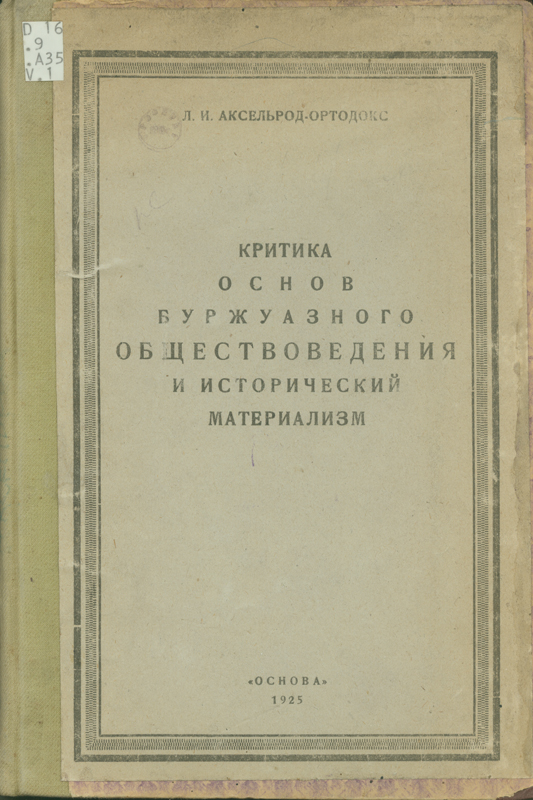 D 16
.9
.A35
V.1
Л. И. АКСЕЛЬРОД-ОРТОДОКС
КРИТИКА
ОСНОВ
БУРЖУАЗНОГО
ОБЩЕСТВОВЕДЕНИЯ
И ИСТОРИЧЕСКИЙ
МАТЕРИАЛИЗМ
«ОСНОВА»
1925